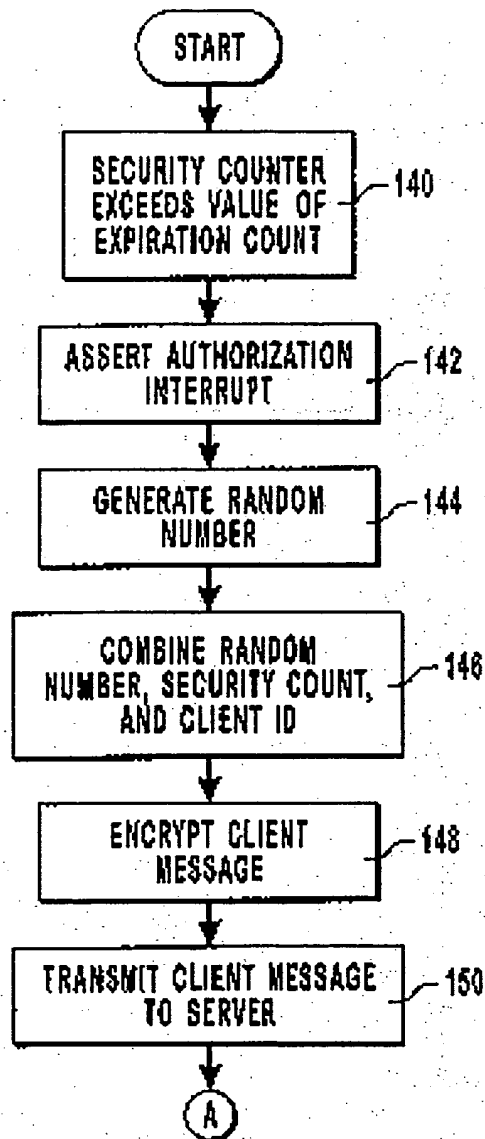 START
SECURITY COUNTER
EXCEEDS VALUE OF
EXPIRATION COUNT
140
ASSERT AUTHORIZATION
INTERRUPT
142
GENERATE RANDOM
NUMBER
144
COMBINE RANDOM
NUMBER, SECURITY COUNT,
AND CLIENT ID
146
ENCRYPT CLIENT
MESSAGE
148
TRANSMIT CLIENT MESSAGE
TO SERVER
150
A